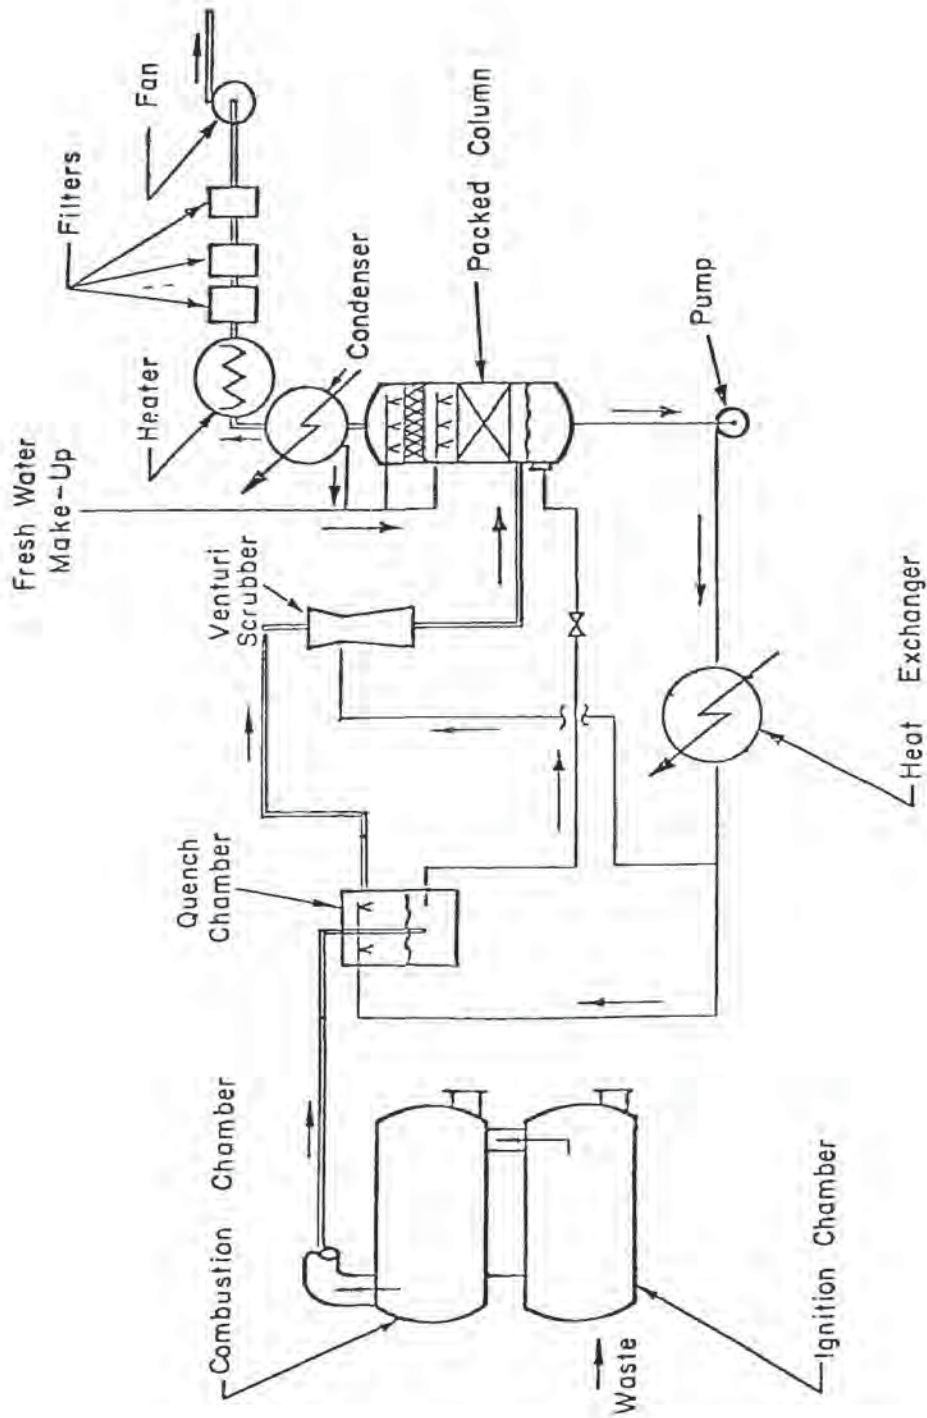 Fan
Filters
Heater
Condenser
Packed Column
Pump
Fresh Water
Make-Up
Venturi
Scrubber
Heat Exchanger
Quench
Chamber
Combustion Chamber
Ignition Chamber
Waste